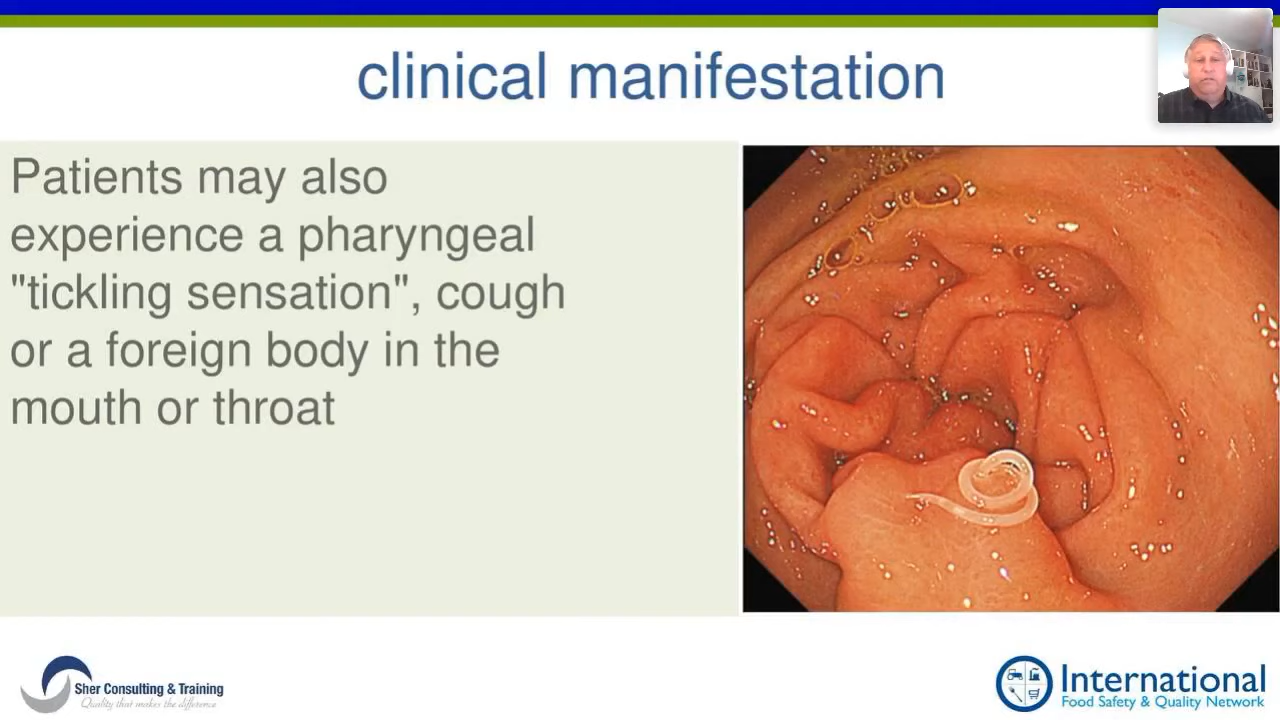 clinical manifestation
Patients may also
experience a pharyngeal
"tickling sensation", cough
or a foreign body in the
mouth or throat
Sher Consulting & Training
Quality that makes the difference
International
Food Safety & Quality Network